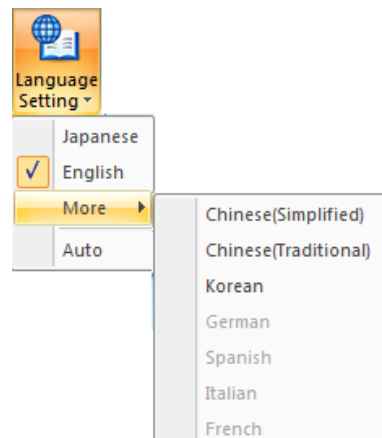 Language
Setting
Japanese
English
More
Auto
Chinese(Simplified)
Chinese(Traditional)
Korean
German
Spanish
Italian
French